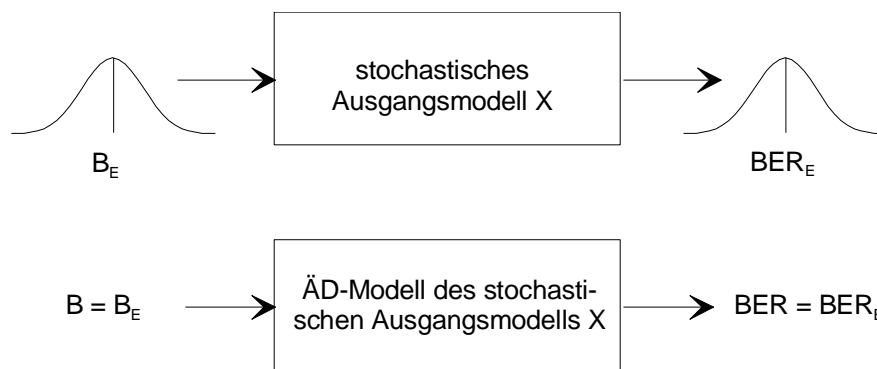 stochastisches
Ausgangsmodell X
B_E
BER_E
B = B_E
ÄD-Modell des stochasti-
schen Ausgangsmodells X
BER = BER_E